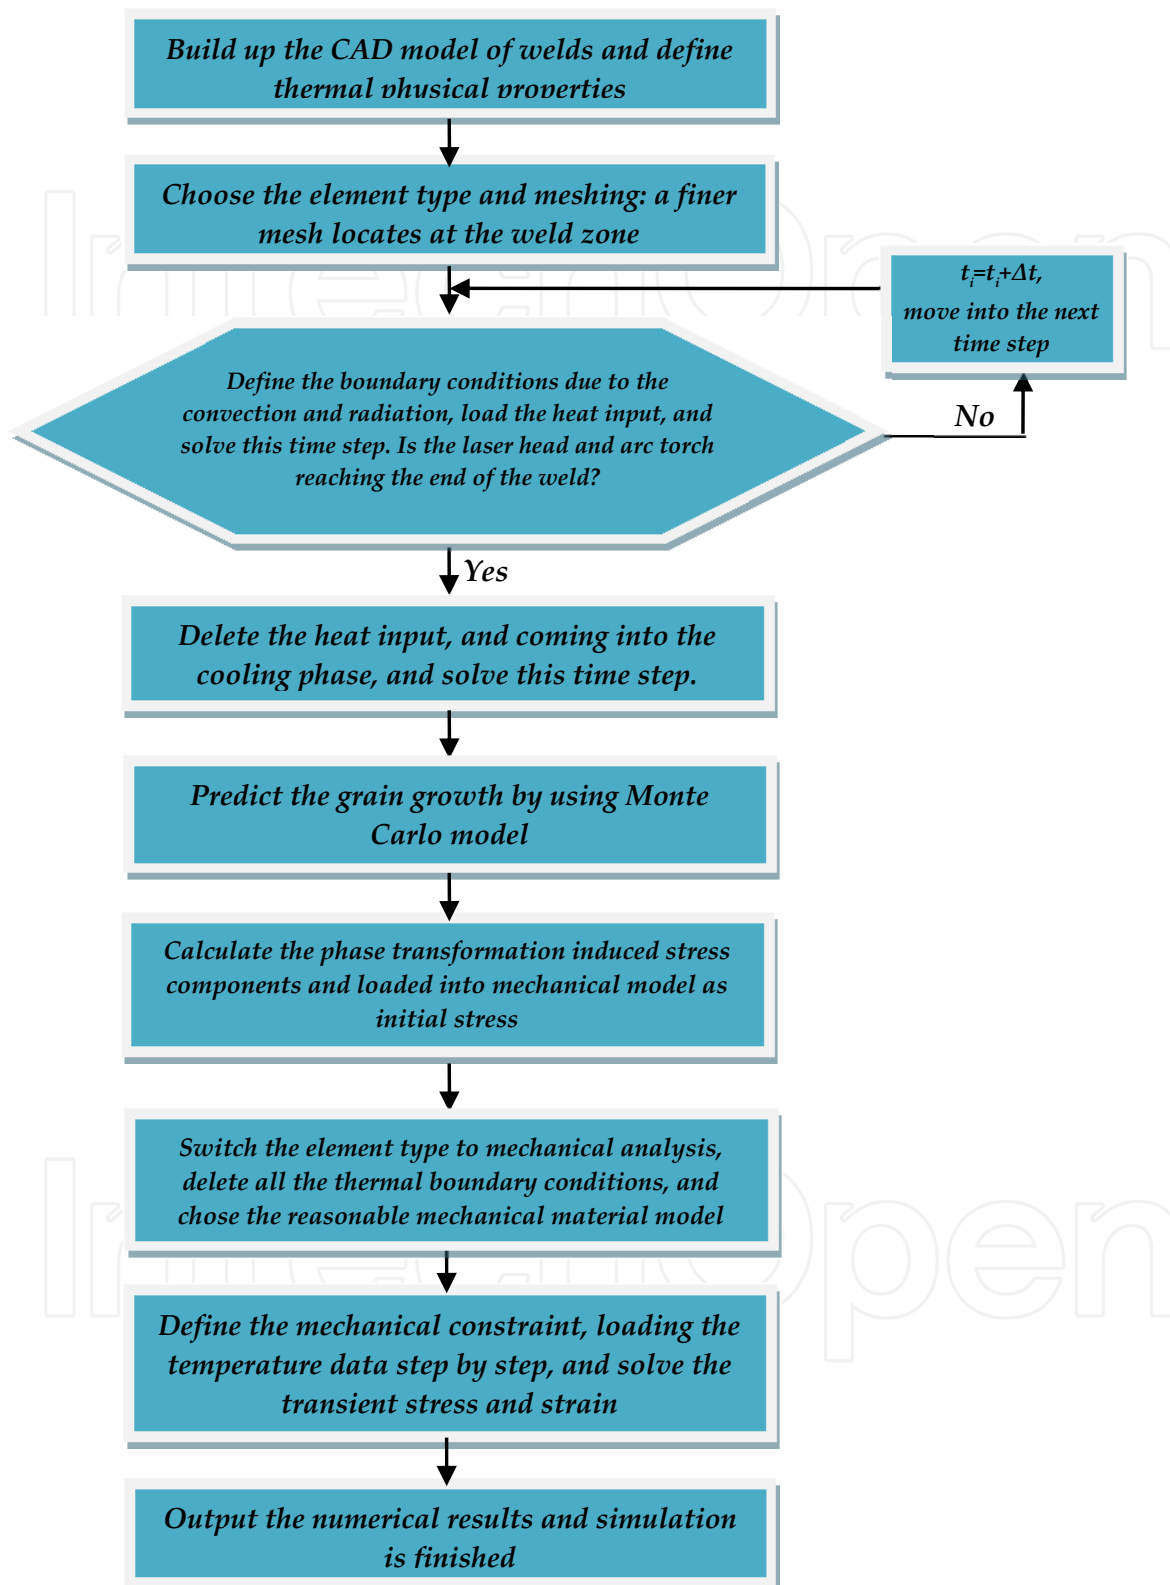 Build up the CAD model of welds and define
thermal physical properties
Choose the element type and meshing: a finer
mesh locates at the weld zone
t_i=t_i+Δt,
move into the next
time step
Define the boundary conditions due to the
convection and radiation, load the heat input, and
solve this time step. Is the laser head and arc torch
reaching the end of the weld?
No
Yes
Delete the heat input, and coming into the
cooling phase, and solve this time step.
Predict the grain growth by using Monte
Carlo model
Calculate the phase transformation induced stress
components and loaded into mechanical model as
initial stress
Switch the element type to mechanical analysis,
delete all the thermal boundary conditions, and
chose the reasonable mechanical material model
Define the mechanical constraint, loading the
temperature data step by step, and solve the
transient stress and strain
Output the numerical results and simulation
is finished
IntechOpen
IntechOpen